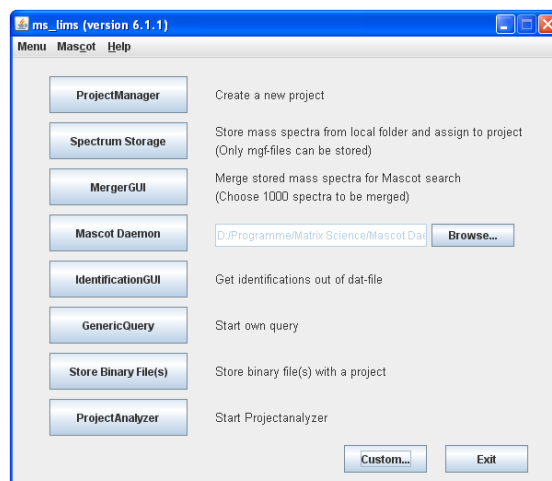 ms_lims (version 6.1.1)
Menu Mascot Help
ProjectManager Create a new project
Spectrum Storage Store mass spectra from local folder and assign to project
(Only mgf-files can be stored)
MergerGUI Merge stored mass spectra for Mascot search
(Choose 1000 spectra to be merged)
Mascot Daemon D:/Programme/Matrix Science/Mascot Dae Browse...
IdentificationGUI Get identifications out of dat-file
GenericQuery Start own query
Store Binary File(s) Store binary file(s) with a project
ProjectAnalyzer Start Projectanalyzer
Custom... Exit